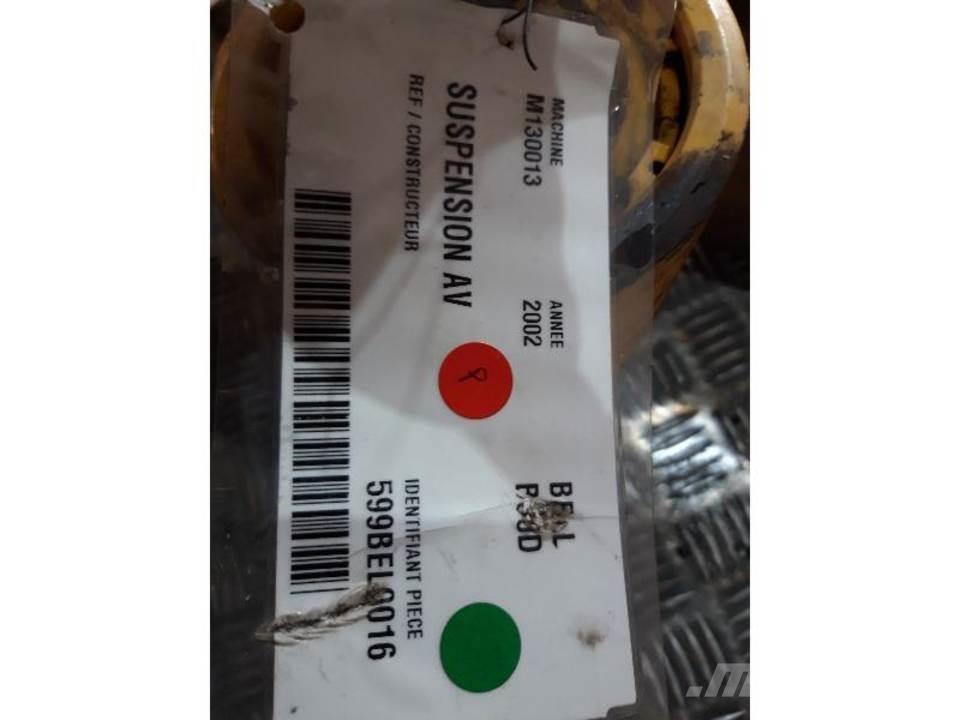 MACHINE ANNEE BELL
M130013 2002
SUSPENSION AV
REF / CONSTRUCTEUR IDENTIFIANT PIECE
599BEL0016